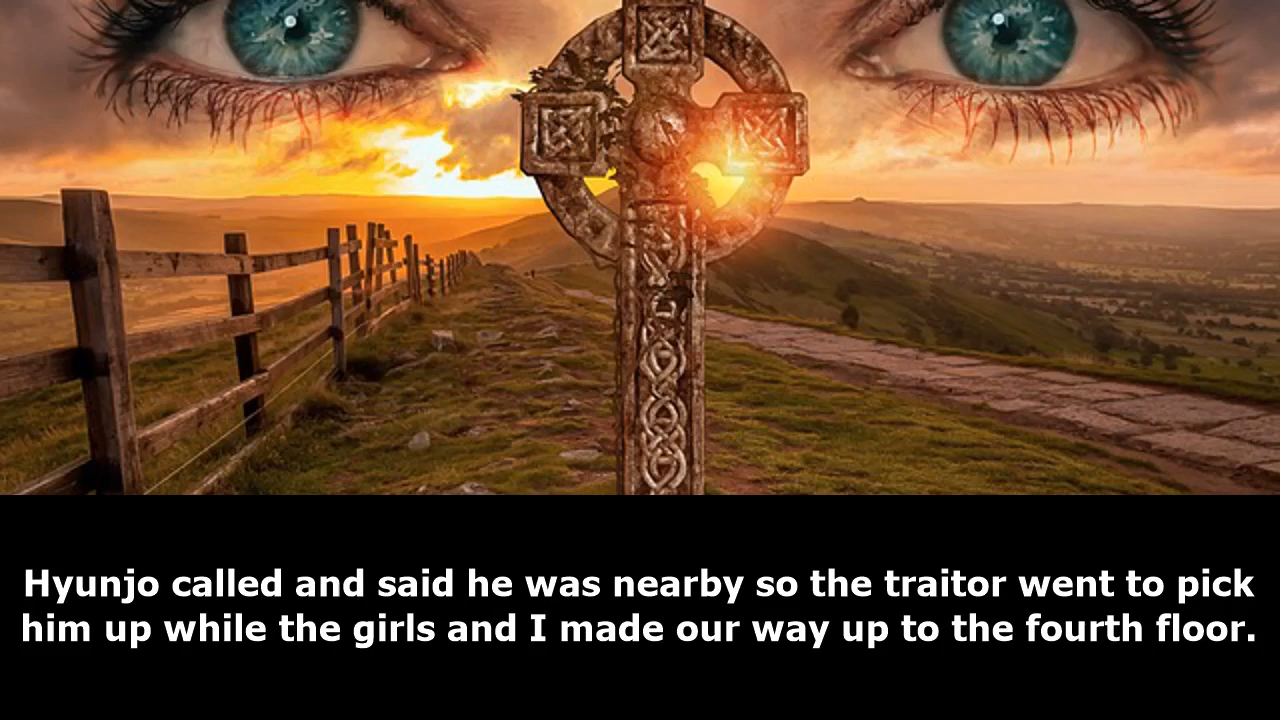 Hyunjo called and said he was nearby so the traitor went to pick
him up while the girls and I made our way up to the fourth floor.